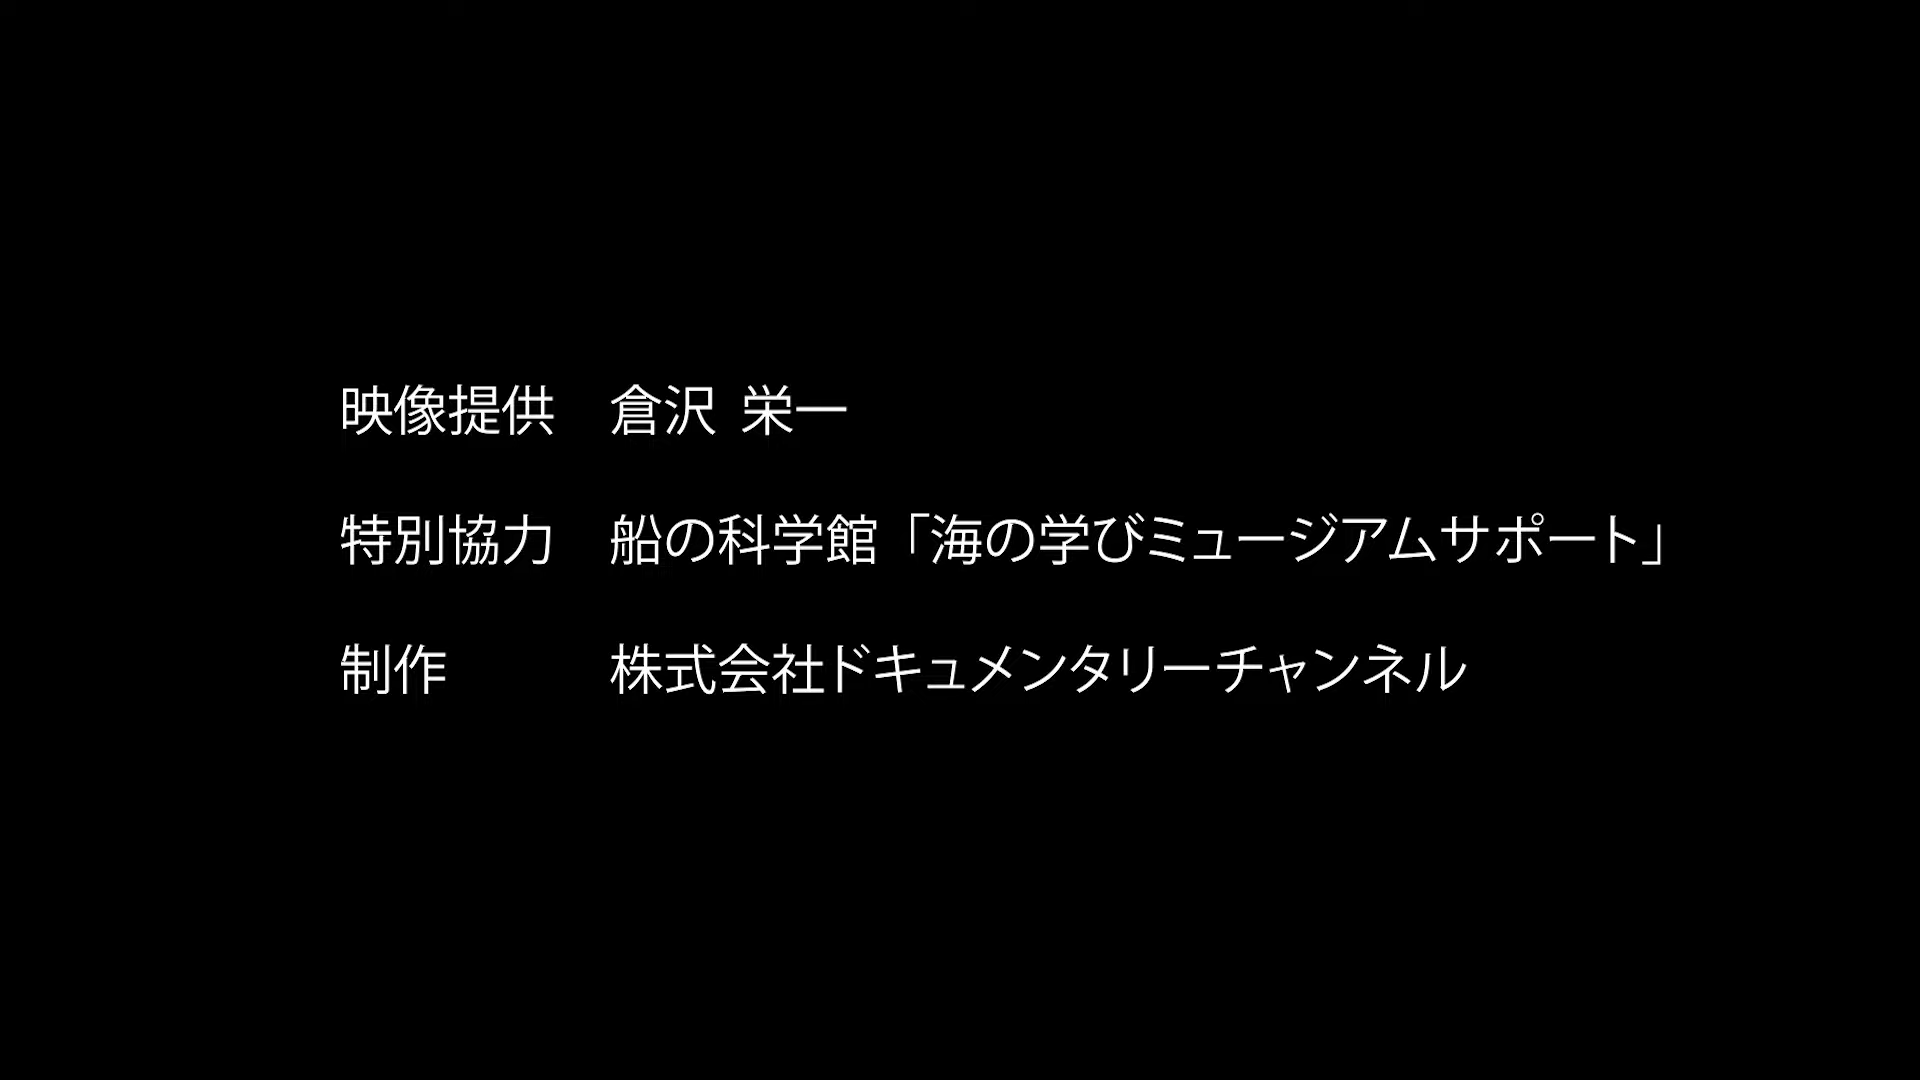 映像提供　倉沢 栄一
特別協力　船の科学館「海の学びミュージアムサポート」
制作　　　株式会社ドキュメンタリーチャンネル